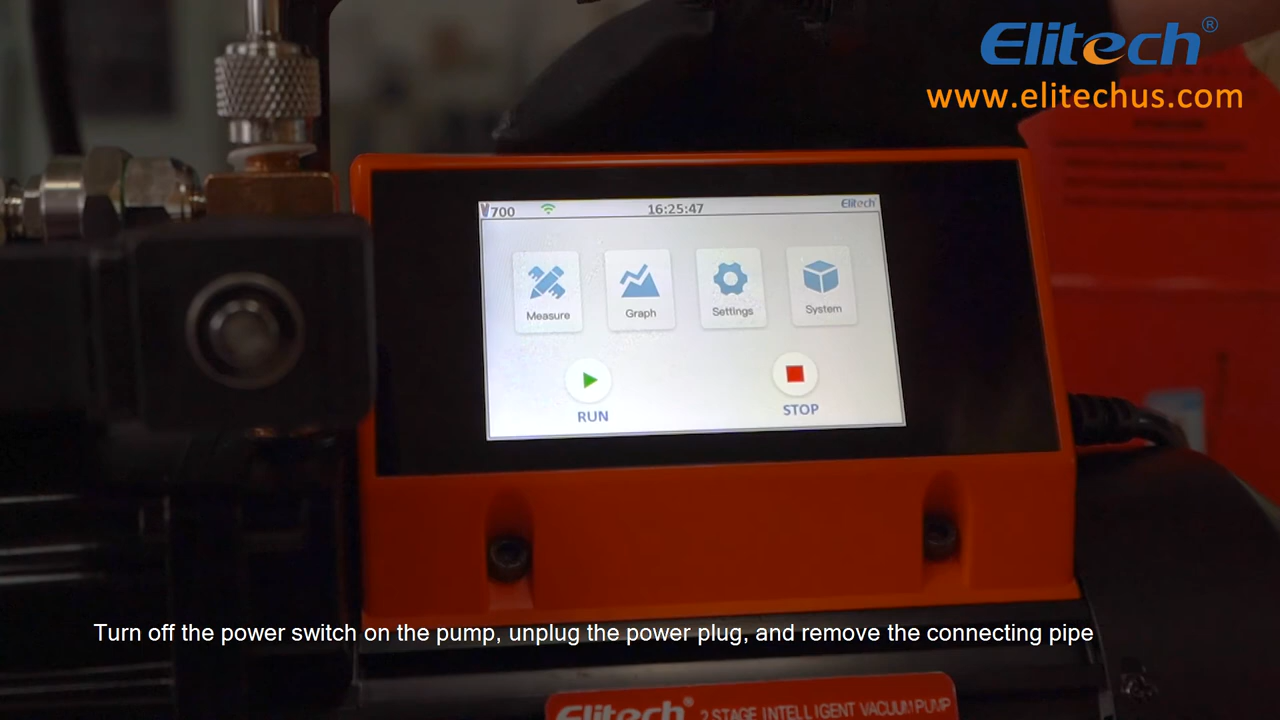 Elitech®
www.elitechus.com
V700
16:25:47
Elitech
Measure
Graph
Settings
System
RUN
STOP
Turn off the power switch on the pump, unplug the power plug, and remove the connecting pipe
Elitech®
2 STAGE INTELLIGENT VACUUM PUMP